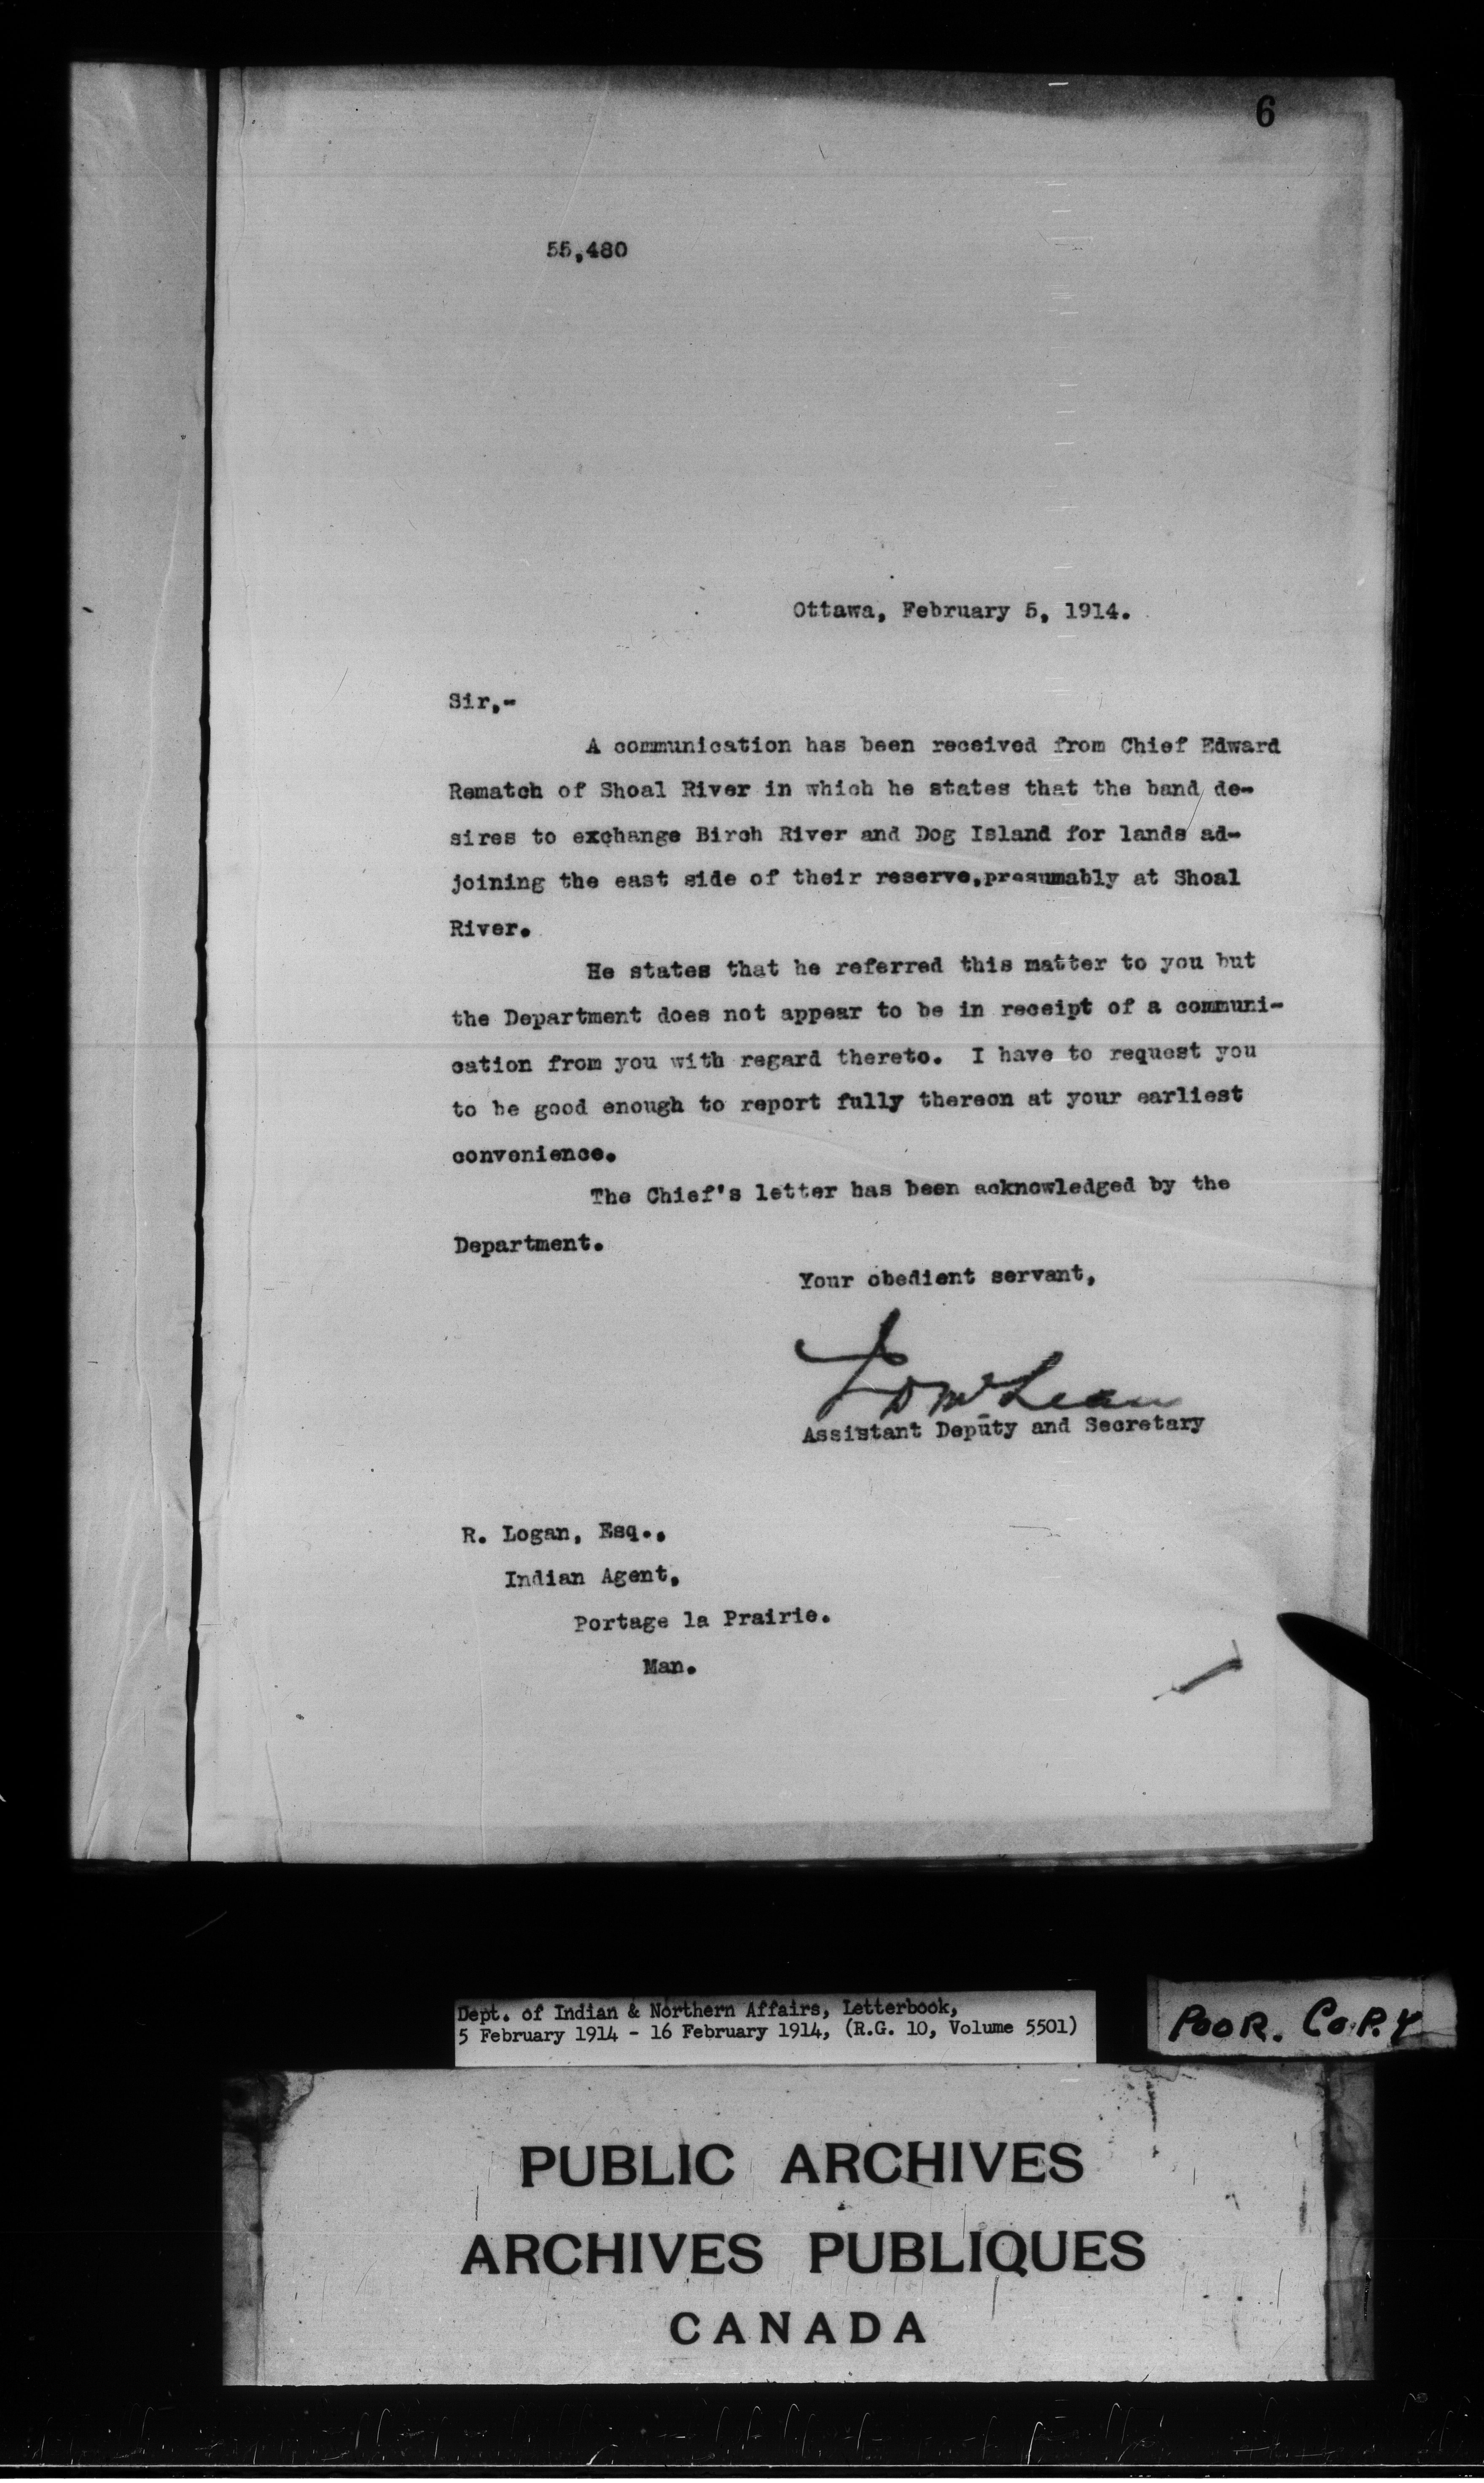 6
55,480
Ottawa, February 5, 1914.
Sir,-
A communication has been received from Chief Edward
Rematch of Shoal River in which he states that the band de-
sires to exchange Birch River and Dog Island for lands ad-
joining the east side of their reserve,presumably at Shoal
River.
He states that he referred this matter to you but
the Department does not appear to be in receipt of a communi-
cation from you with regard thereto. I have to request you
to be good enough to report fully thereon at your earliest
convenience.
The Chief's letter has been acknowledged by the
Department.
Your obedient servant,
J D McLean
Assistant Deputy and Secretary
R. Logan, Esq.,
Indian Agent,
Portage la Prairie.
Man.
Dept. of Indian & Northern Affairs, Letterbook,
5 February 1914 - 16 February 1914, (R.G. 10, Volume 5501)
POOR. COPY
PUBLIC ARCHIVES
ARCHIVES PUBLIQUES
CANADA